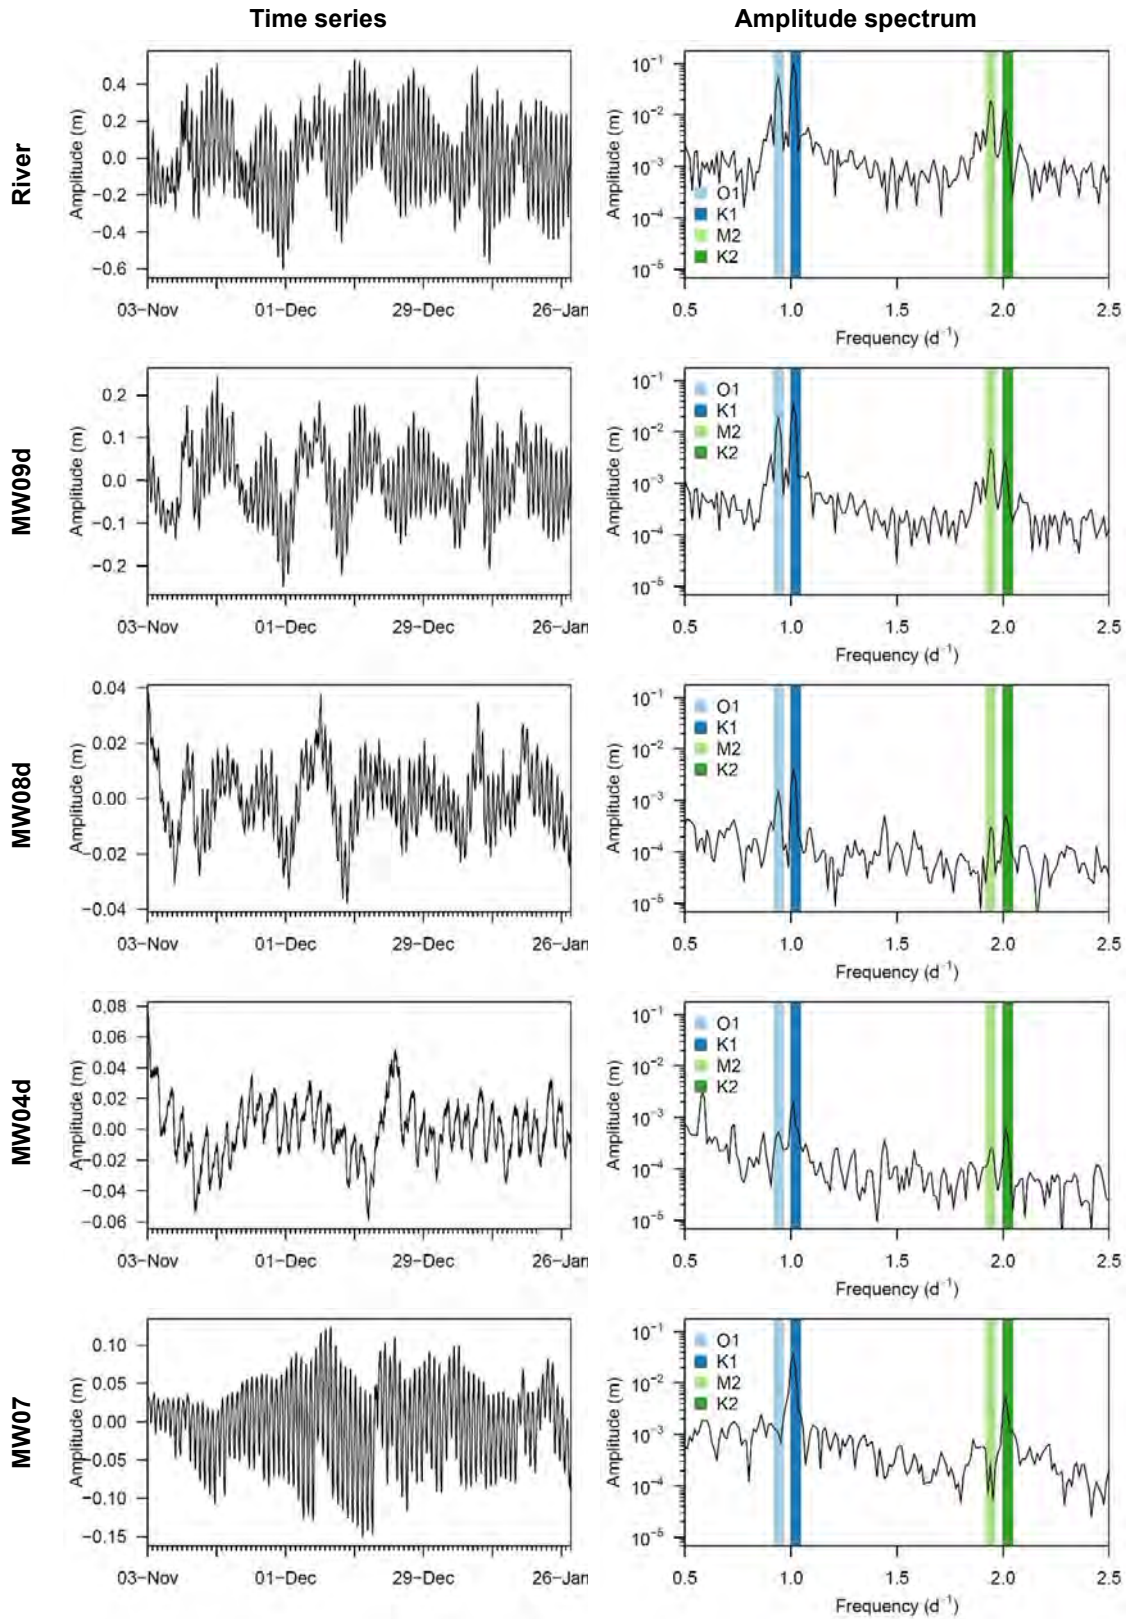 Time series
Amplitude spectrum
River
Amplitude (m)
0.4
0.2
0.0
−0.2
−0.4
−0.6
03−Nov 01−Dec 29−Dec 26−Jan
Amplitude (m)
10⁻¹
10⁻²
10⁻³
10⁻⁴
10⁻⁵
O1
K1
M2
K2
0.5 1.0 1.5 2.0 2.5
Frequency (d⁻¹)
MW09d
Amplitude (m)
0.2
0.1
0.0
−0.1
−0.2
03−Nov 01−Dec 29−Dec 26−Jan
Amplitude (m)
10⁻¹
10⁻²
10⁻³
10⁻⁴
10⁻⁵
O1
K1
M2
K2
0.5 1.0 1.5 2.0 2.5
Frequency (d⁻¹)
MW08d
Amplitude (m)
0.04
0.02
0.00
−0.02
−0.04
03−Nov 01−Dec 29−Dec 26−Jan
Amplitude (m)
10⁻¹
10⁻²
10⁻³
10⁻⁴
10⁻⁵
O1
K1
M2
K2
0.5 1.0 1.5 2.0 2.5
Frequency (d⁻¹)
MW04d
Amplitude (m)
0.08
0.06
0.04
0.02
0.00
−0.02
−0.04
−0.06
03−Nov 01−Dec 29−Dec 26−Jan
Amplitude (m)
10⁻¹
10⁻²
10⁻³
10⁻⁴
10⁻⁵
O1
K1
M2
K2
0.5 1.0 1.5 2.0 2.5
Frequency (d⁻¹)
MW07
Amplitude (m)
0.10
0.05
0.00
−0.05
−0.10
−0.15
03−Nov 01−Dec 29−Dec 26−Jan
Amplitude (m)
10⁻¹
10⁻²
10⁻³
10⁻⁴
10⁻⁵
O1
K1
M2
K2
0.5 1.0 1.5 2.0 2.5
Frequency (d⁻¹)